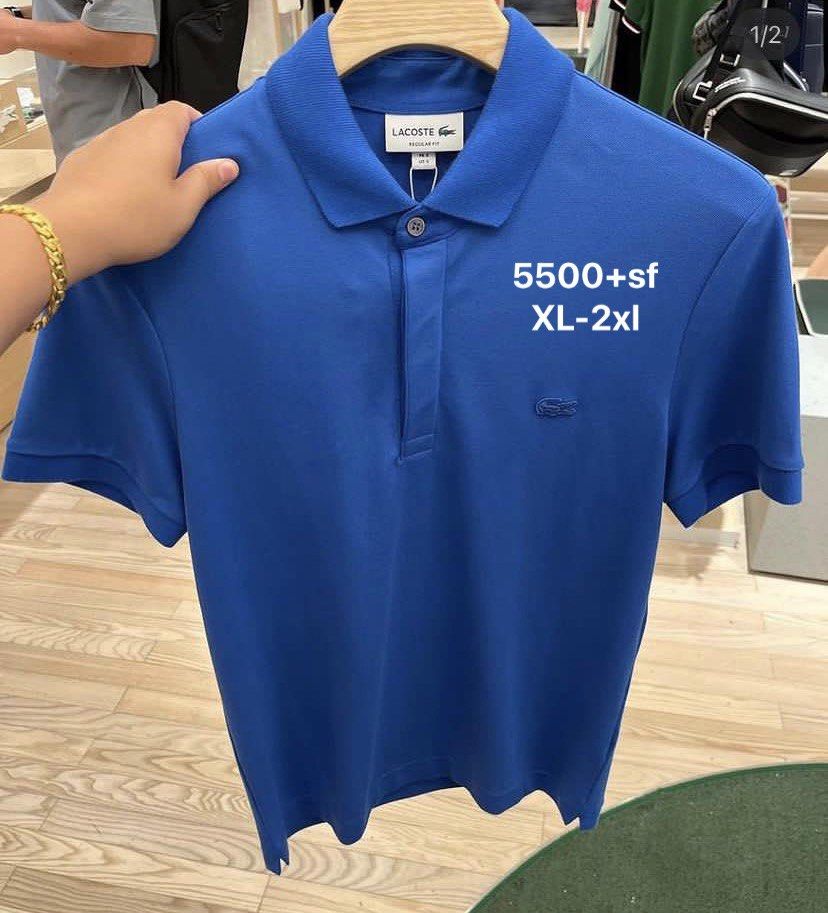 1/2
LACOSTE
REGULAR FIT
5500+sf
XL-2xl